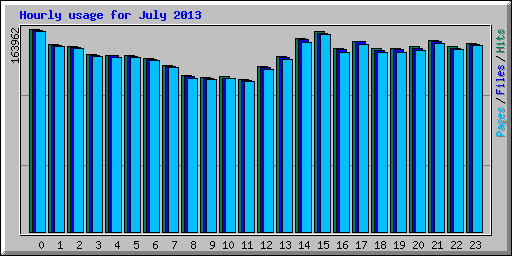 Hourly usage for July 2013
163962
Pages/Files/Hits
0 1 2 3 4 5 6 7 8 9 10 11 12 13 14 15 16 17 18 19 20 21 22 23